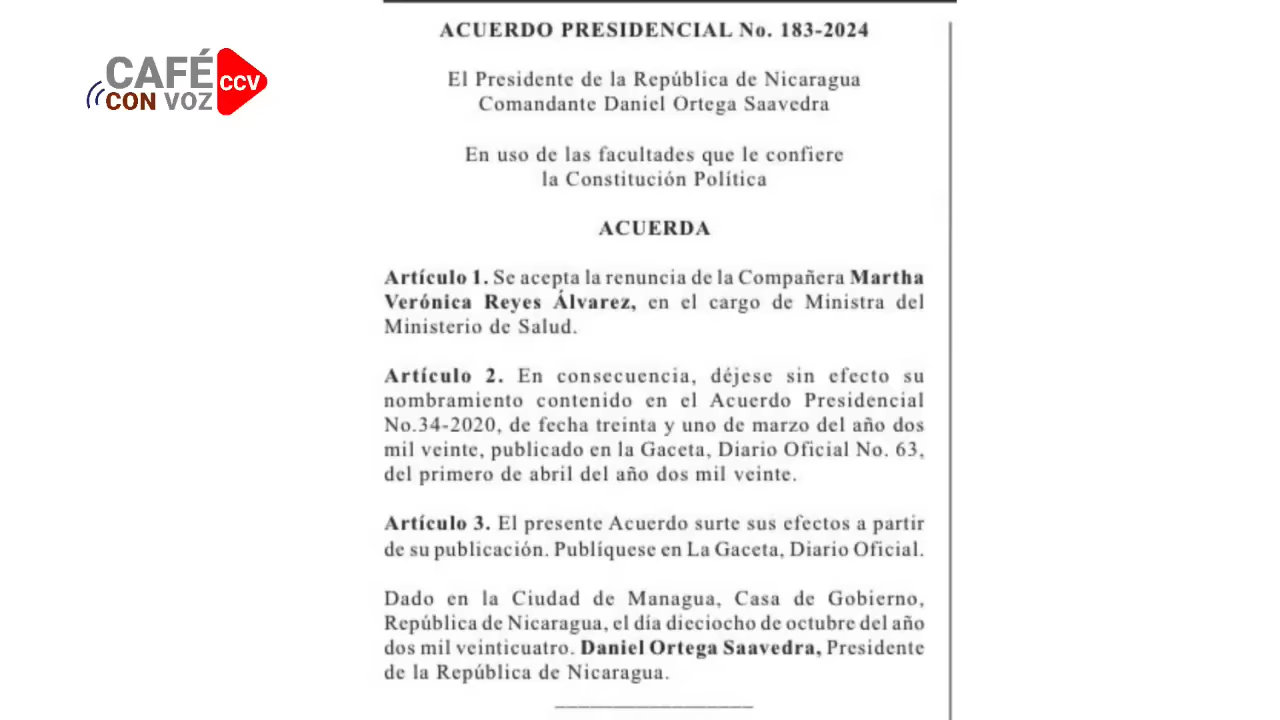 CAFÉ
CON VOZ
CCV
ACUERDO PRESIDENCIAL No. 183-2024
El Presidente de la República de Nicaragua
Comandante Daniel Ortega Saavedra
En uso de las facultades que le confiere
la Constitución Política
ACUERDA
Artículo 1. Se acepta la renuncia de la Compañera Martha
Verónica Reyes Álvarez, en el cargo de Ministra del
Ministerio de Salud.
Artículo 2. En consecuencia, déjese sin efecto su
nombramiento contenido en el Acuerdo Presidencial
No.34-2020, de fecha treinta y uno de marzo del año dos
mil veinte, publicado en la Gaceta, Diario Oficial No. 63,
del primero de abril del año dos mil veinte.
Artículo 3. El presente Acuerdo surte sus efectos a partir
de su publicación. Publíquese en La Gaceta, Diario Oficial.
Dado en la Ciudad de Managua, Casa de Gobierno,
República de Nicaragua, el día dieciocho de octubre del año
dos mil veinticuatro. Daniel Ortega Saavedra, Presidente
de la República de Nicaragua.